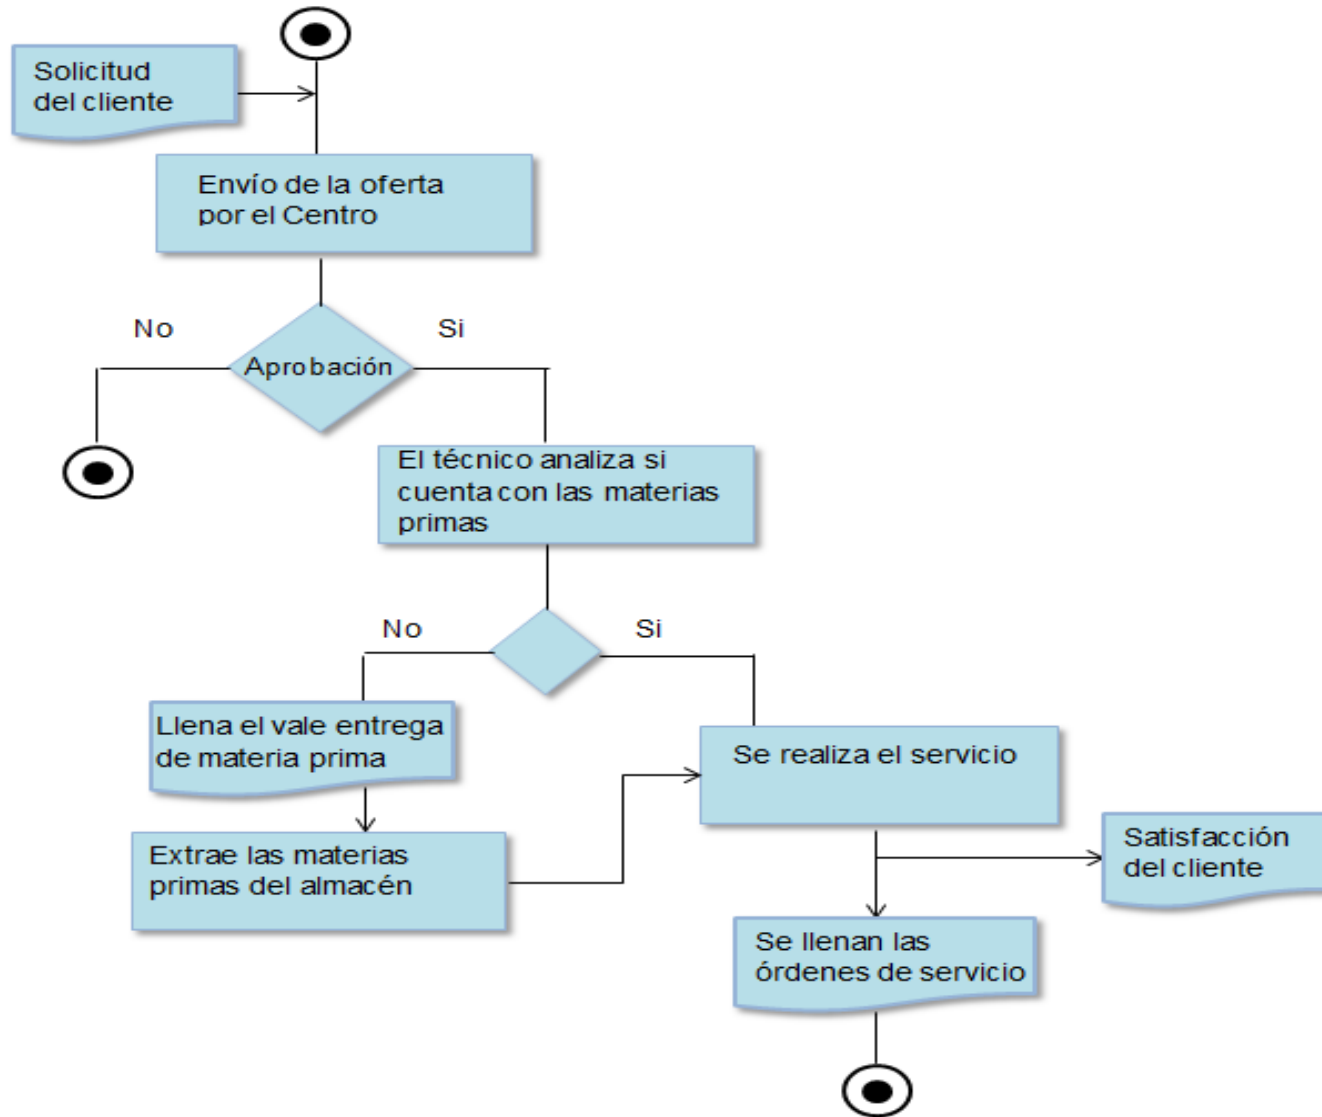 Solicitud
del cliente
Envío de la oferta
por el Centro
No
Si
Aprobación
El técnico analiza si
cuenta con las materias
primas
No
Si
Llena el vale entrega
de materia prima
Se realiza el servicio
Extrae las materias
primas del almacén
Satisfacción
del cliente
Se llenan las
órdenes de servicio